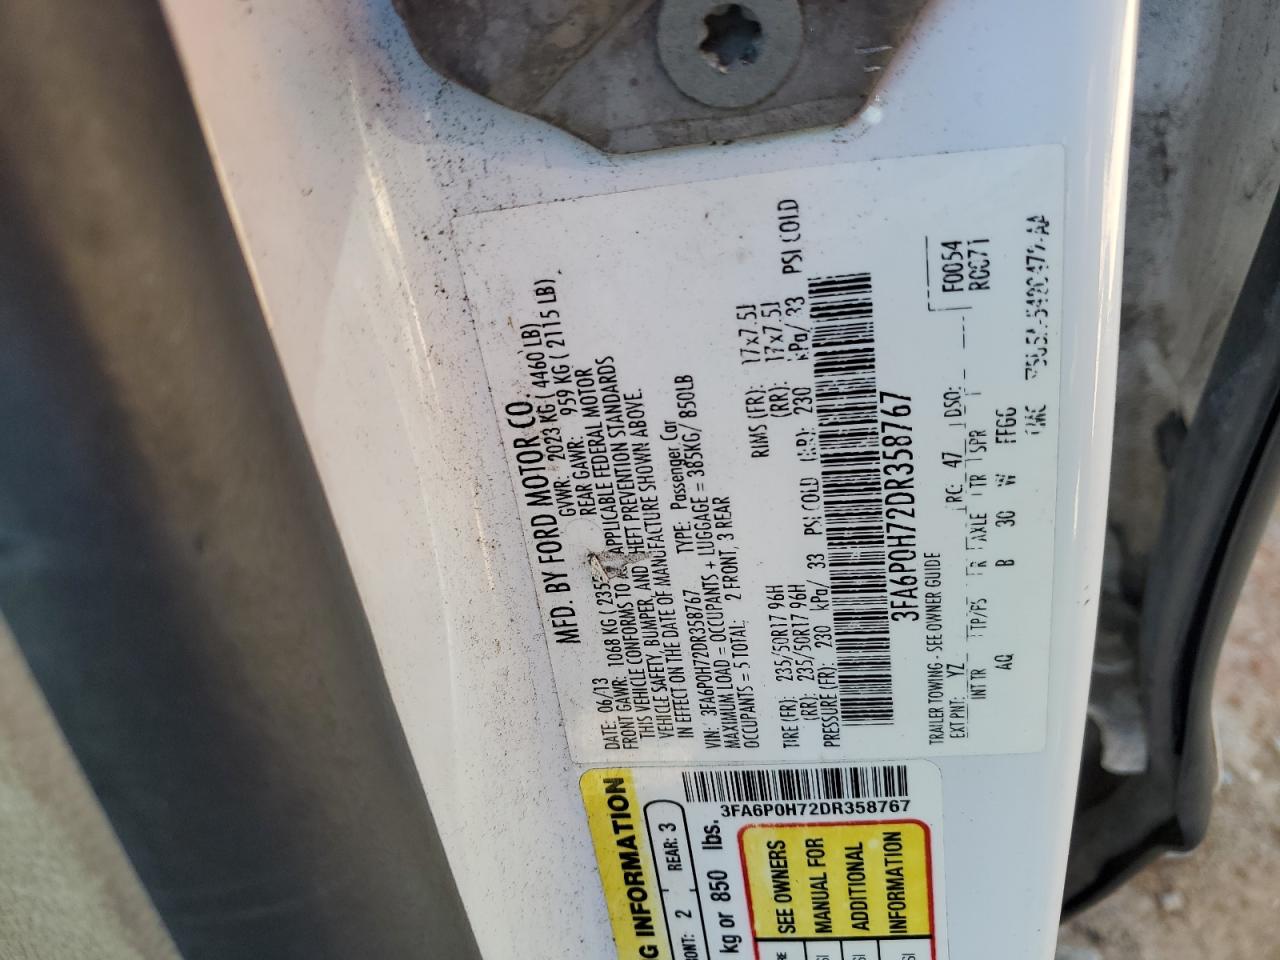 MFD. BY FORD MOTOR CO.
DATE: 06/13 GVWR: 2023 KG ( 4460 LB)
FRONT GAWR: 1068 KG REAR GAWR: 959 KG ( 2115 LB)
THIS VEHICLE CONFORMS TO APPLICABLE FEDERAL MOTOR
VEHICLE SAFETY, BUMPER, AND THEFT PREVENTION STANDARDS
IN EFFECT ON THE DATE OF MANUFACTURE SHOWN ABOVE.
VIN: 3FA6P0H72DR358767 TYPE: Passenger Car
MAXIMUM LOAD = OCCUPANTS + LUGGAGE = 385KG/ 850LB
OCCUPANTS = 5 TOTAL: 2 FRONT, 3 REAR
TIRE (FR): 235/50R17 96H RIMS (FR): 17x7.5J
(RR): 235/50R17 96H (RR): 17x7.5J
PRESSURE (FR): 230 kPa/ 33 PSI COLD (RR): 230 kPa/ 33 PSI COLD
3FA6P0H72DR358767
TRAILER TOWING - SEE OWNER GUIDE
F0054
EXT PNT: YZ RC: 47 DSO:
INT TR TP/PS R AXLE TR SPR
AQ B 30 W FFGG
3FA6P0H72DR358767
G INFORMATION
RONT: 2 REAR: 3
kg or 850 lbs.
SEE OWNERS
MANUAL FOR
ADDITIONAL
INFORMATION